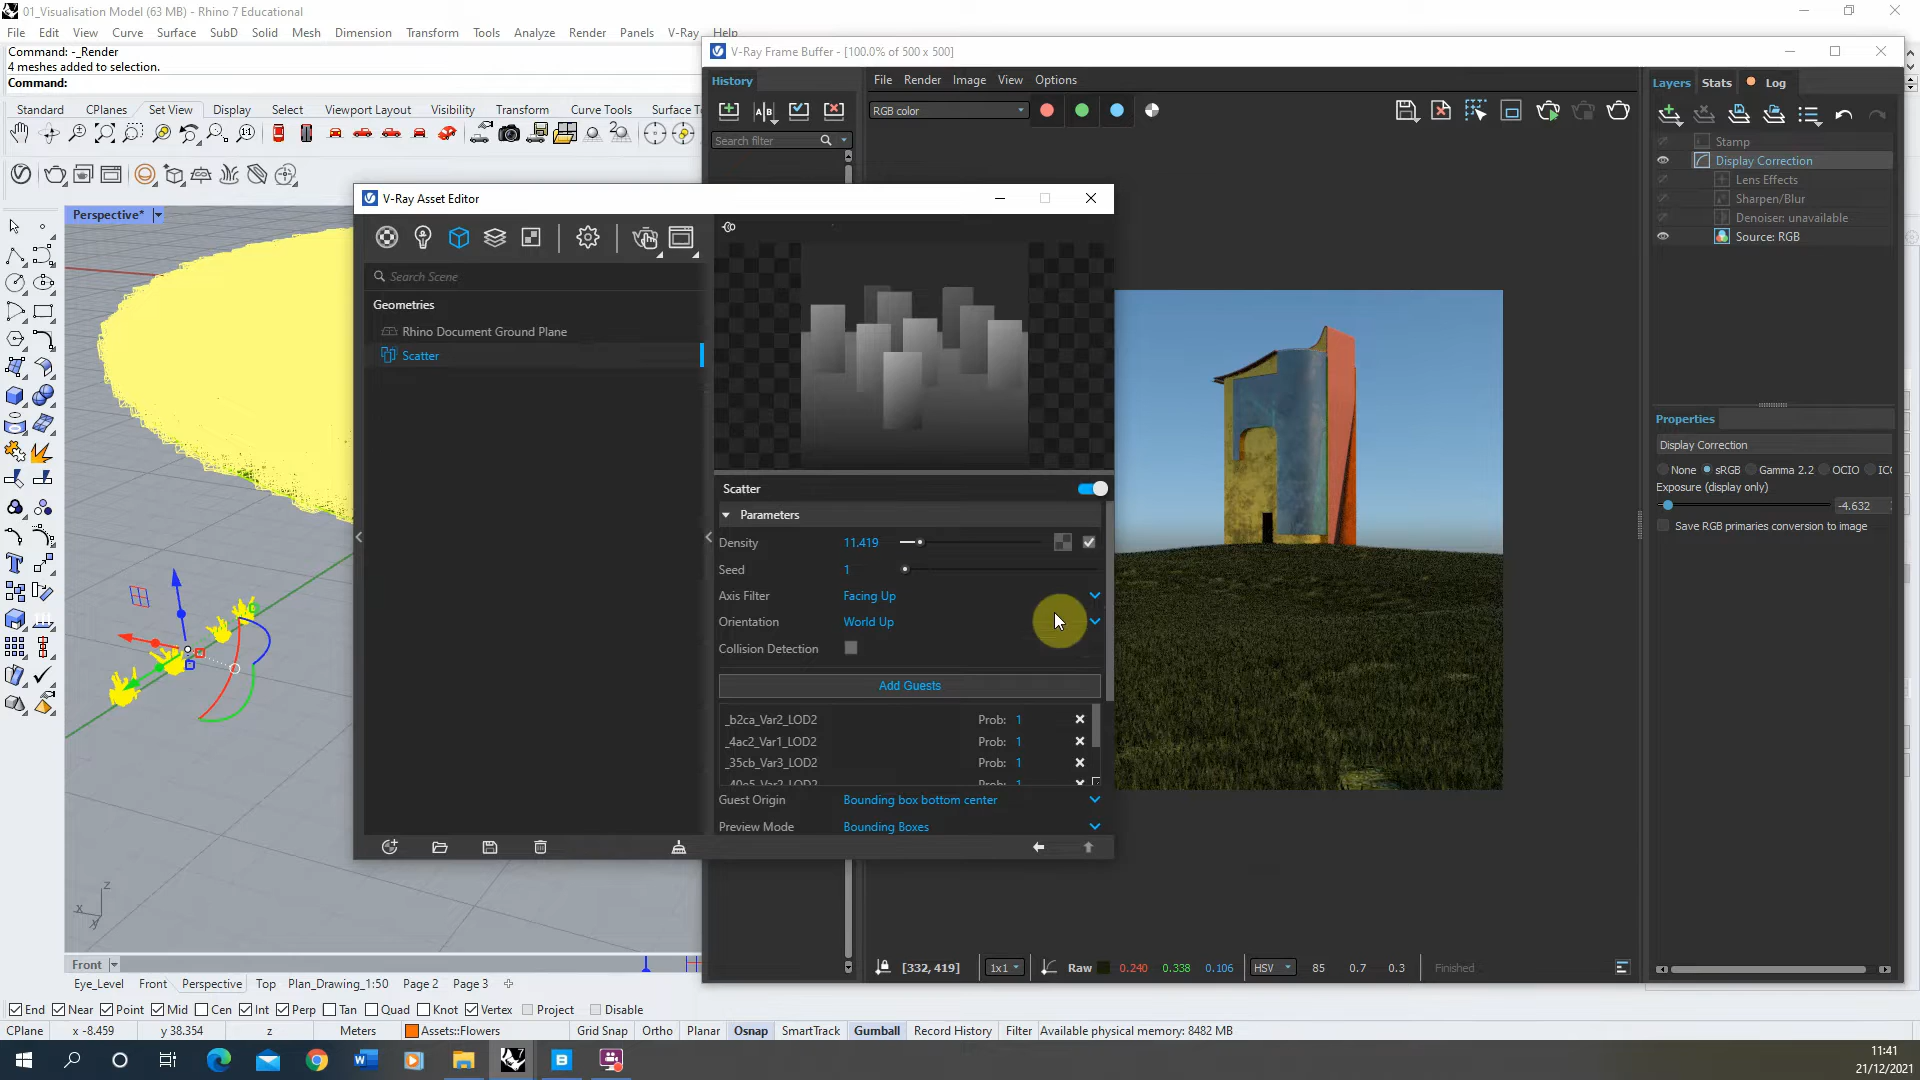 01_Visualisation Model (63 MB) - Rhino 7 Educational
File Edit View Curve Surface SubD Solid Mesh Dimension Transform Tools Analyze Render Panels V-Ray Help
Command: -_Render
4 meshes added to selection.
Command:
Standard CPlanes Set View Display Select Viewport Layout Visibility Transform Curve Tools Surface T
Perspective*
V-Ray Frame Buffer - [100.0% of 500 x 500]
History
File Render Image View Options
RGB color
Search filter
Layers Stats Log
Stamp
Display Correction
Lens Effects
Sharpen/Blur
Denoiser: unavailable
Source: RGB
Properties
Display Correction
None sRGB Gamma 2.2 OCIO ICC
Exposure (display only)
-4.632
Save RGB primaries conversion to image
V-Ray Asset Editor
Search Scene
Geometries
Rhino Document Ground Plane
Scatter
Scatter
Parameters
Density 11.419
Seed 1
Axis Filter Facing Up
Orientation World Up
Collision Detection
Add Guests
_b2ca_Var2_LOD2 Prob: 1
_4ac2_Var1_LOD2 Prob: 1
_35cb_Var3_LOD2 Prob: 1
Guest Origin Bounding box bottom center
Preview Mode Bounding Boxes
z
x
y
[332, 419] 1x1 Raw 0.240 0.338 0.106 HSV 85 0.7 0.3 Finished
Front
Eye_Level Front Perspective Top Plan_Drawing_1:50 Page 2 Page 3
End Near Point Mid Cen Int Perp Tan Quad Knot Vertex Project Disable
CPlane x -8.459 y 38.354 z Meters Assets::Flowers Grid Snap Ortho Planar Osnap SmartTrack Gumball Record History Filter Available physical memory: 8482 MB
11:41
21/12/2021